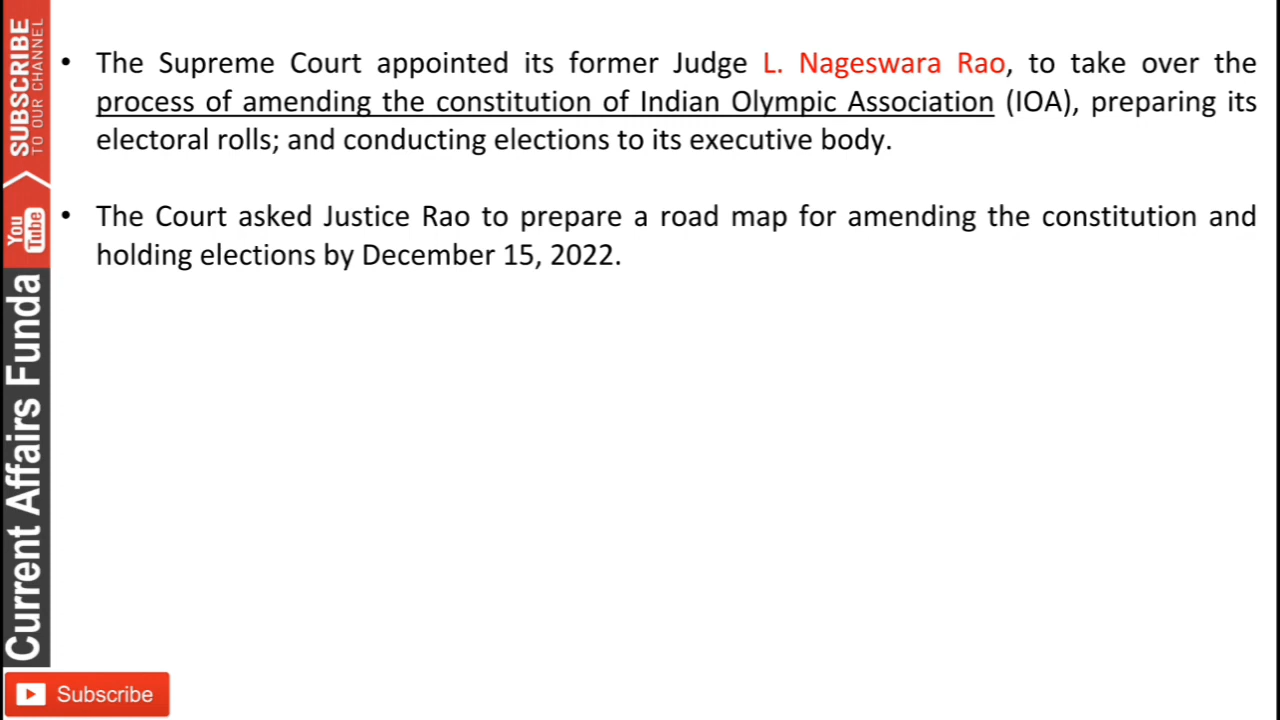 • The Supreme Court appointed its former Judge L. Nageswara Rao, to take over the
process of amending the constitution of Indian Olympic Association (IOA), preparing its
electoral rolls; and conducting elections to its executive body.
• The Court asked Justice Rao to prepare a road map for amending the constitution and
holding elections by December 15, 2022.
SUBSCRIBE
TO OUR CHANNEL
You
Tube
Current Affairs Funda
Subscribe